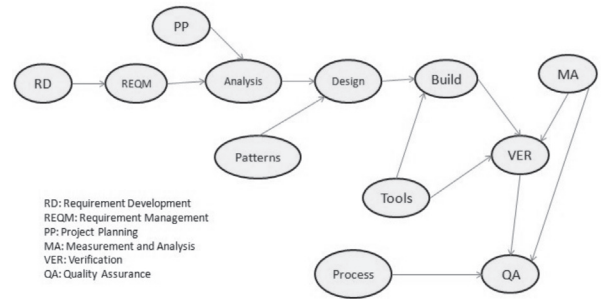 PP
RD
REQM
Analysis
Design
Build
MA
Patterns
VER
Tools
Process
QA
RD: Requirement Development
REQM: Requirement Management
PP: Project Planning
MA: Measurement and Analysis
VER: Verification
QA: Quality Assurance